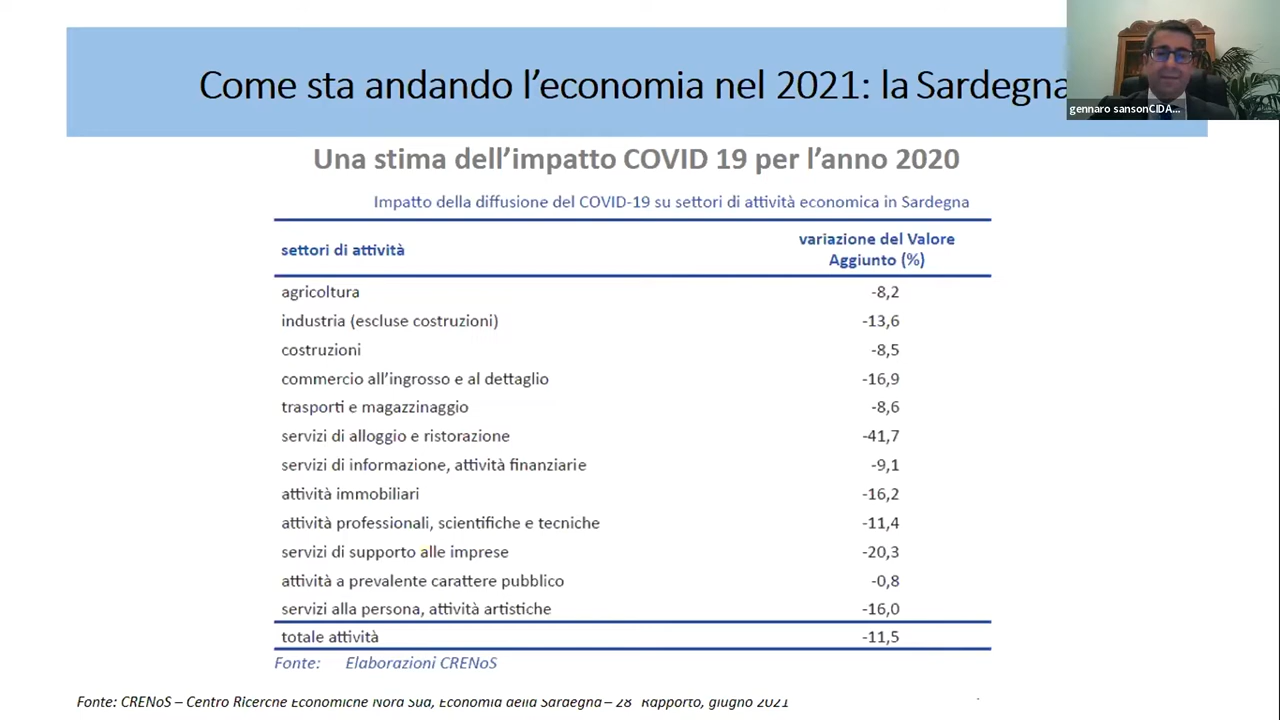 Come sta andando l'economia nel 2021: la Sardegna
gennaro sansonCIDA...
Una stima dell'impatto COVID 19 per l'anno 2020
Impatto della diffusione del COVID-19 su settori di attività economica in Sardegna
settori di attività variazione del Valore Aggiunto (%)
agricoltura -8,2
industria (escluse costruzioni) -13,6
costruzioni -8,5
commercio all'ingrosso e al dettaglio -16,9
trasporti e magazzinaggio -8,6
servizi di alloggio e ristorazione -41,7
servizi di informazione, attività finanziarie -9,1
attività immobiliari -16,2
attività professionali, scientifiche e tecniche -11,4
servizi di supporto alle imprese -20,3
attività a prevalente carattere pubblico -0,8
servizi alla persona, attività artistiche -16,0
totale attività -11,5
Fonte: Elaborazioni CRENoS
Fonte: CRENoS – Centro Ricerche Economiche Nord Sud, Economia della Sardegna – 28 Rapporto, giugno 2021